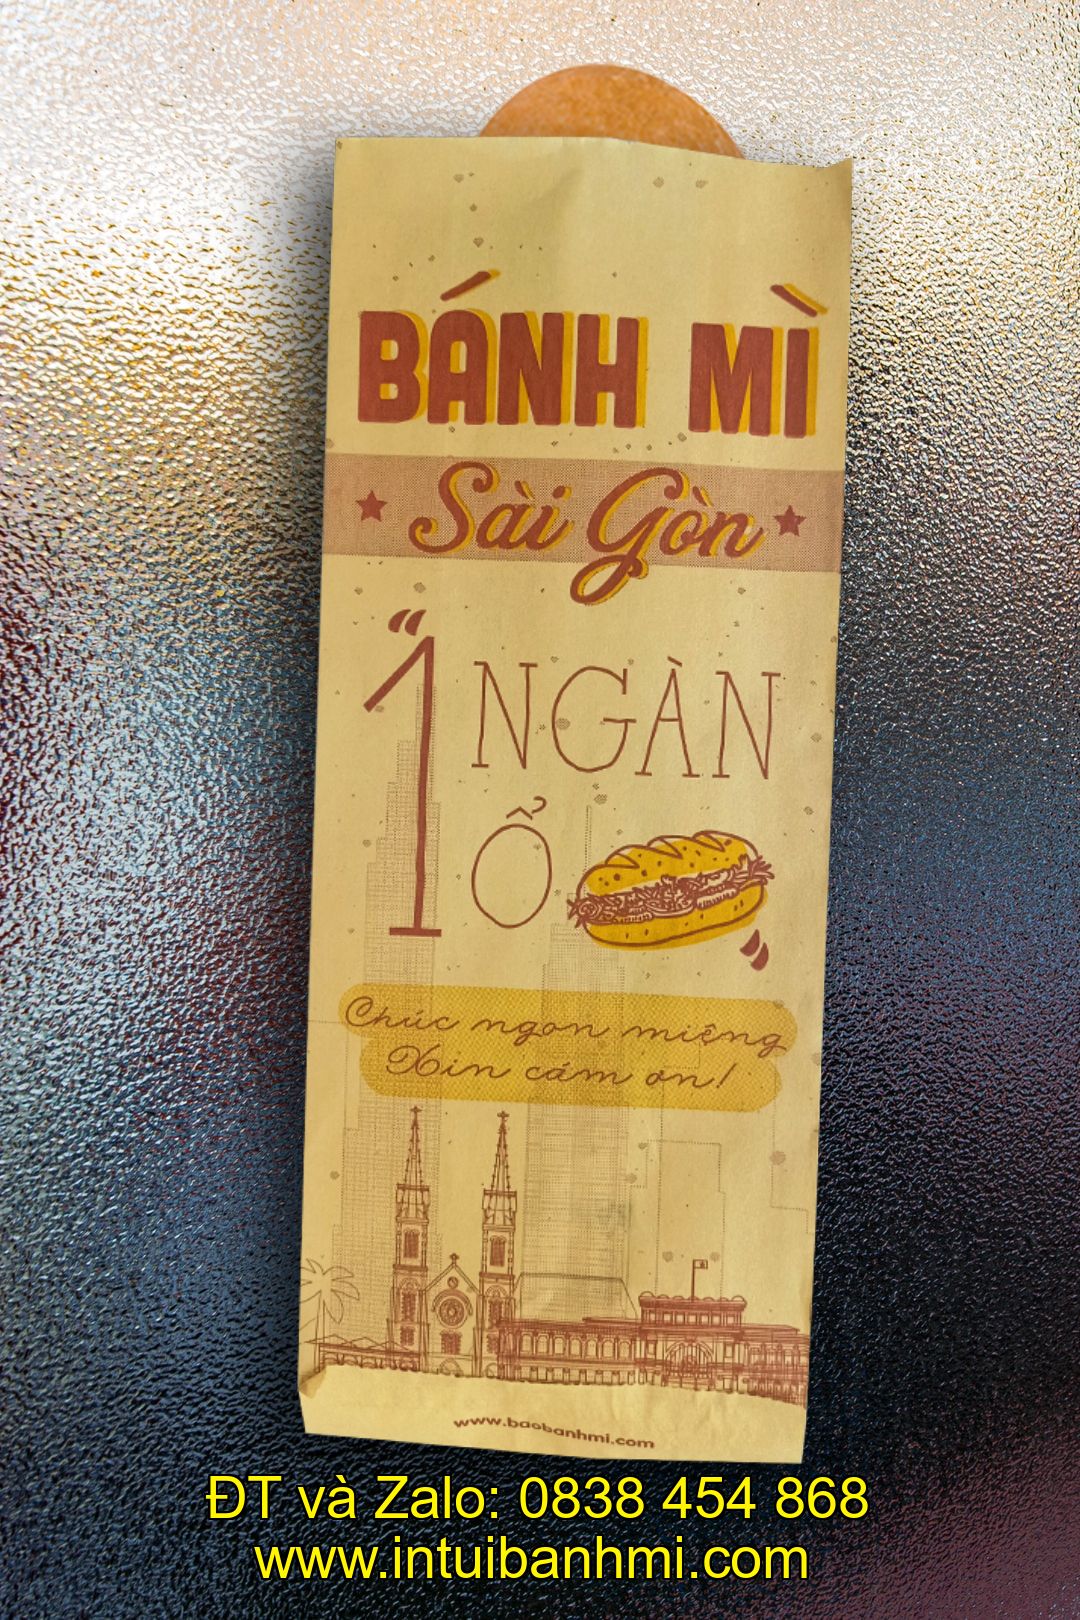 BÁNH MÌ
Sài Gòn
"1 NGÀN
Ổ "
Chúc ngon miệng
Xin cám ơn!
www.baobanhmi.com
ĐT và Zalo: 0838 454 868
www.intuibanhmi.com